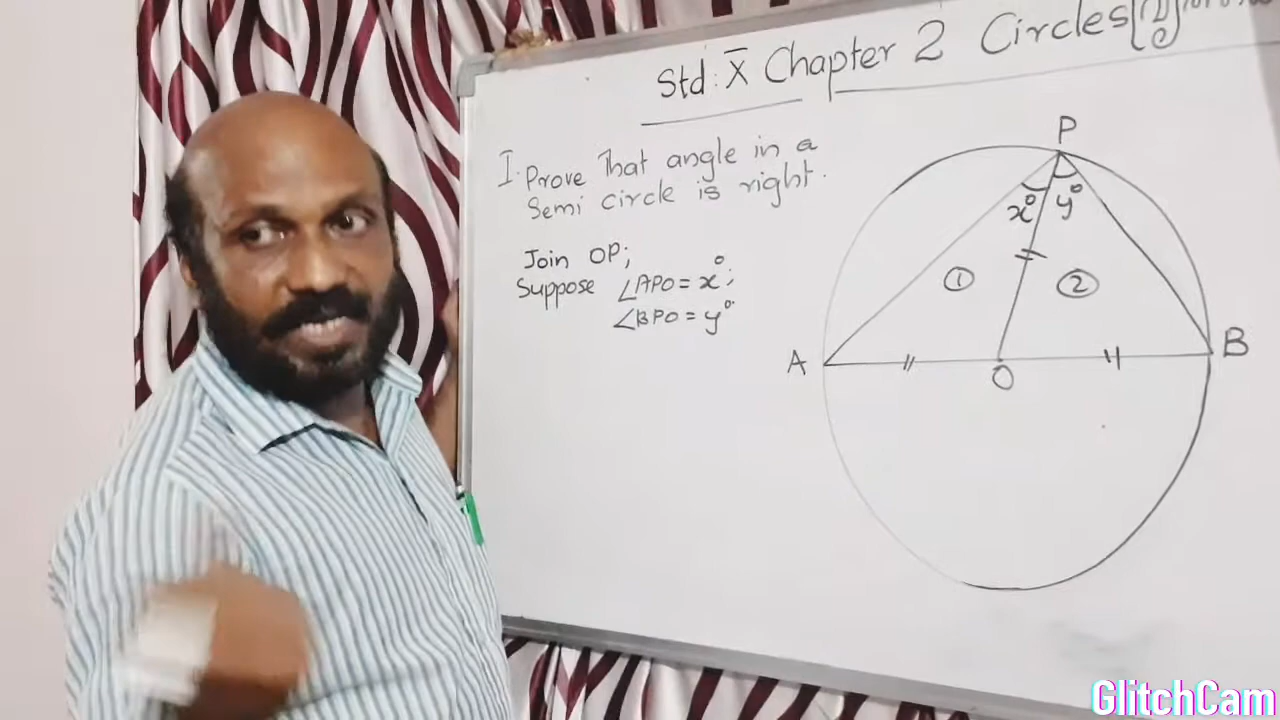 Std: X Chapter 2 Circles
I. Prove That angle in a
Semi circle is right.
Join OP;
Suppose ∠APO = x°;
∠BPO = y°
P
x° y°
① ②
A O B
GlitchCam